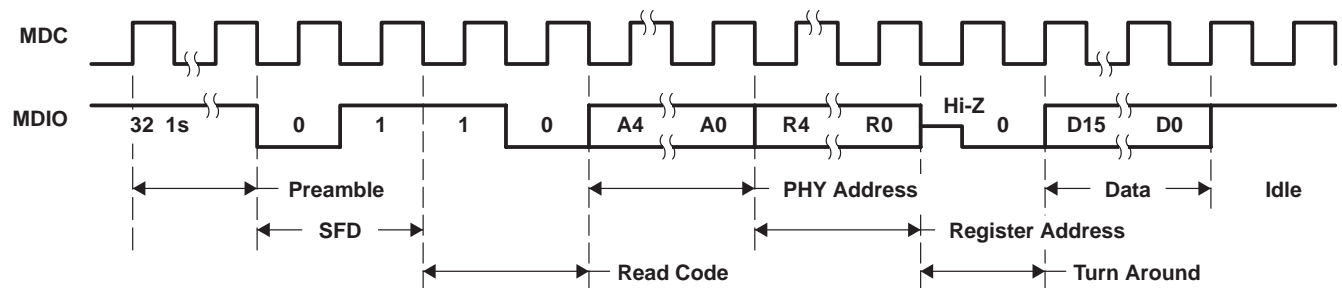 MDC
MDIO
32 1s
0
1
1
0
A4
A0
R4
R0
Hi-Z
0
D15
D0
Preamble
PHY Address
Data
Idle
SFD
Register Address
Read Code
Turn Around